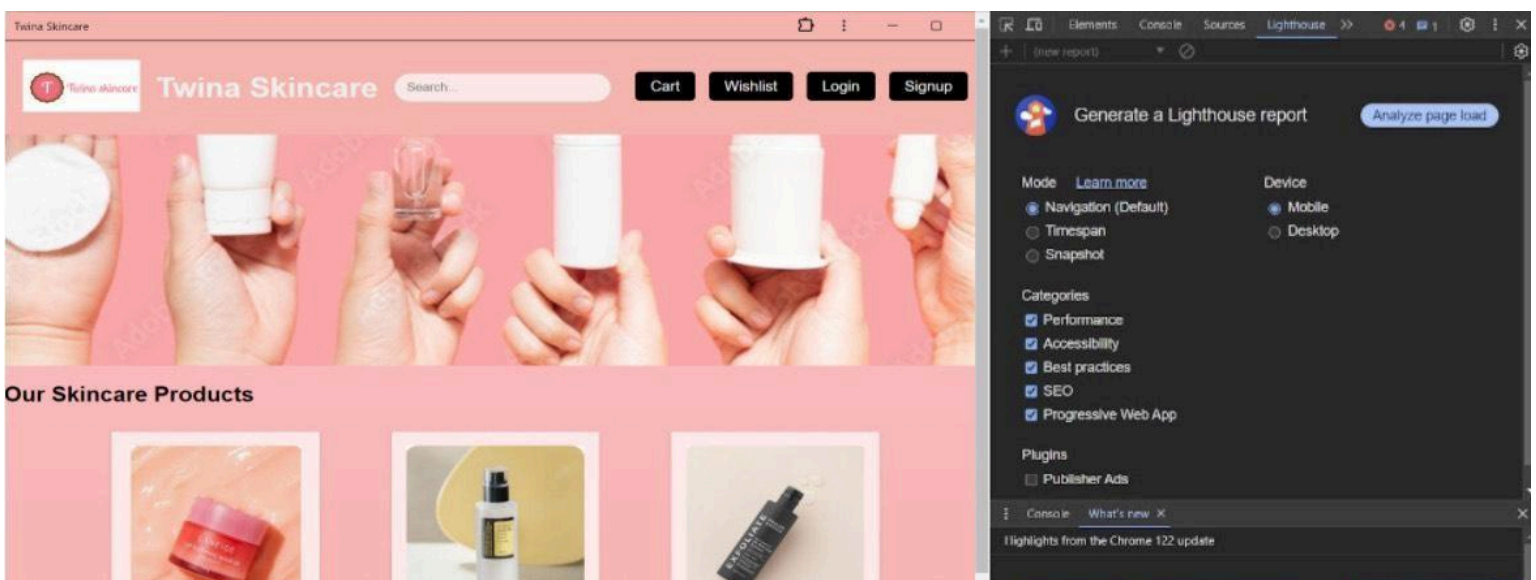 Twina Skincare
Twina skincare
Twina Skincare
Search...
Cart
Wishlist
Login
Signup
Our Skincare Products
EXFOLIATE
Elements
Console
Sources
Lighthouse
4
1
(new report)
Generate a Lighthouse report
Analyze page load
Mode Learn more
Device
Navigation (Default)
Mobile
Timespan
Desktop
Snapshot
Categories
Performance
Accessibility
Best practices
SEO
Progressive Web App
Plugins
Publisher Ads
Console
What's new
Highlights from the Chrome 122 update